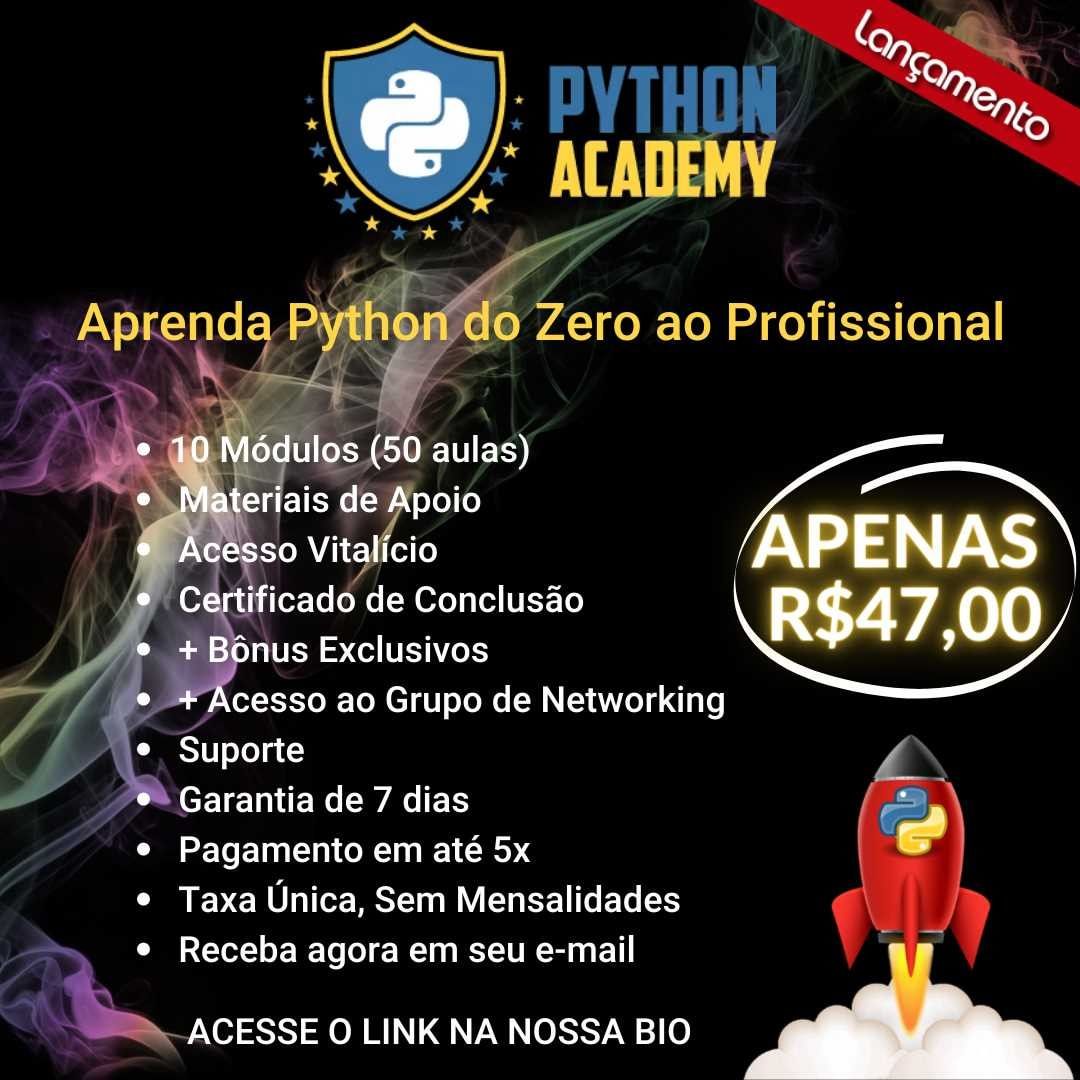 Lançamento
PYTHON
ACADEMY
Aprenda Python do Zero ao Profissional
• 10 Módulos (50 aulas)
• Materiais de Apoio
• Acesso Vitalício
• Certificado de Conclusão
• + Bônus Exclusivos
• + Acesso ao Grupo de Networking
• Suporte
• Garantia de 7 dias
• Pagamento em até 5x
• Taxa Única, Sem Mensalidades
• Receba agora em seu e-mail
APENAS
R$47,00
ACESSE O LINK NA NOSSA BIO